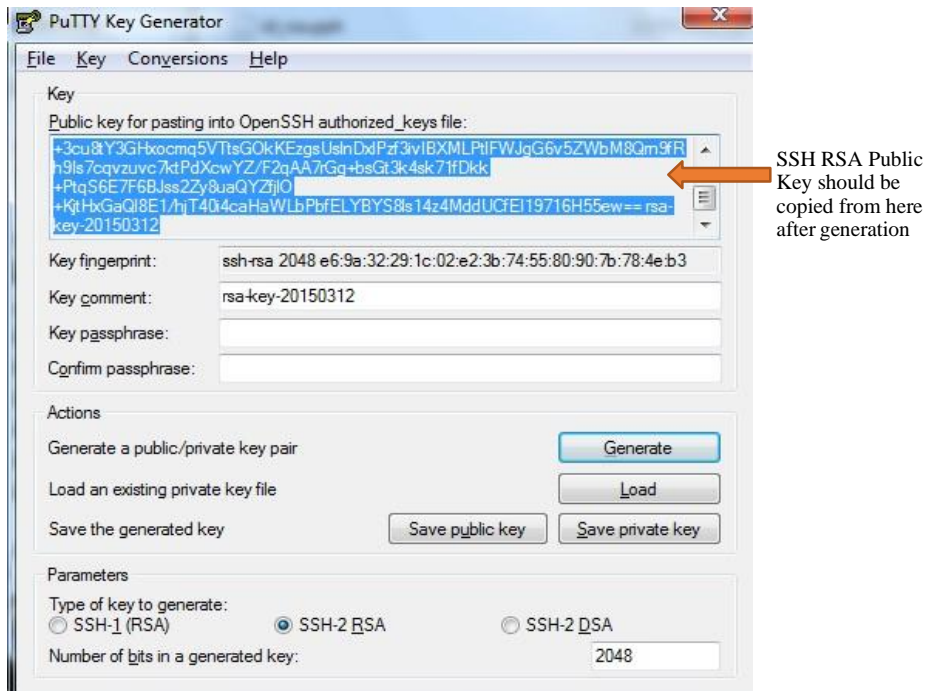 PuTTY Key Generator
File Key Conversions Help
Key
Public key for pasting into OpenSSH authorized_keys file:
+3cu8tY3GHxocmq5VTtsGOkKEzgsUslnDxlPzf3ivIBXMLPtlFWJgG6v5ZWbM8Qm9fR
h9ls7cqvzuvc7ktPdXcwYZ/F2qAA7rGg+bsGt3k4sk71fDkk
+PtqS6E7F6BJss2Zy8uaQYZfjlO
+KjtHxGaQl8E1/hjT40i4caHaWLbPbfELYBYS8ls14z4MddUCfEI19716H55ew== rsa-
key-20150312
SSH RSA Public
Key should be
copied from here
after generation
Key fingerprint: ssh-rsa 2048 e6:9a:32:29:1c:02:e2:3b:74:55:80:90:7b:78:4e:b3
Key comment: rsa-key-20150312
Key passphrase:
Confirm passphrase:
Actions
Generate a public/private key pair Generate
Load an existing private key file Load
Save the generated key Save public key Save private key
Parameters
Type of key to generate:
SSH-1 (RSA) SSH-2 RSA SSH-2 DSA
Number of bits in a generated key: 2048